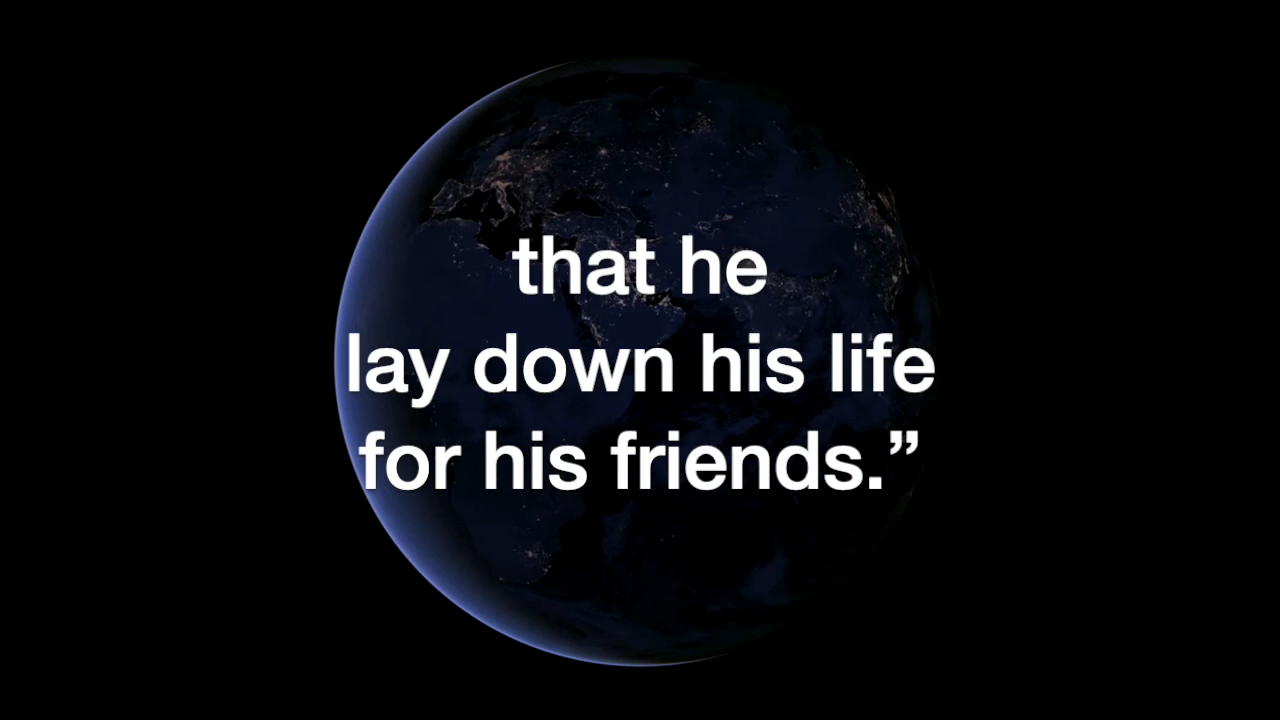 that he
lay down his life
for his friends.”